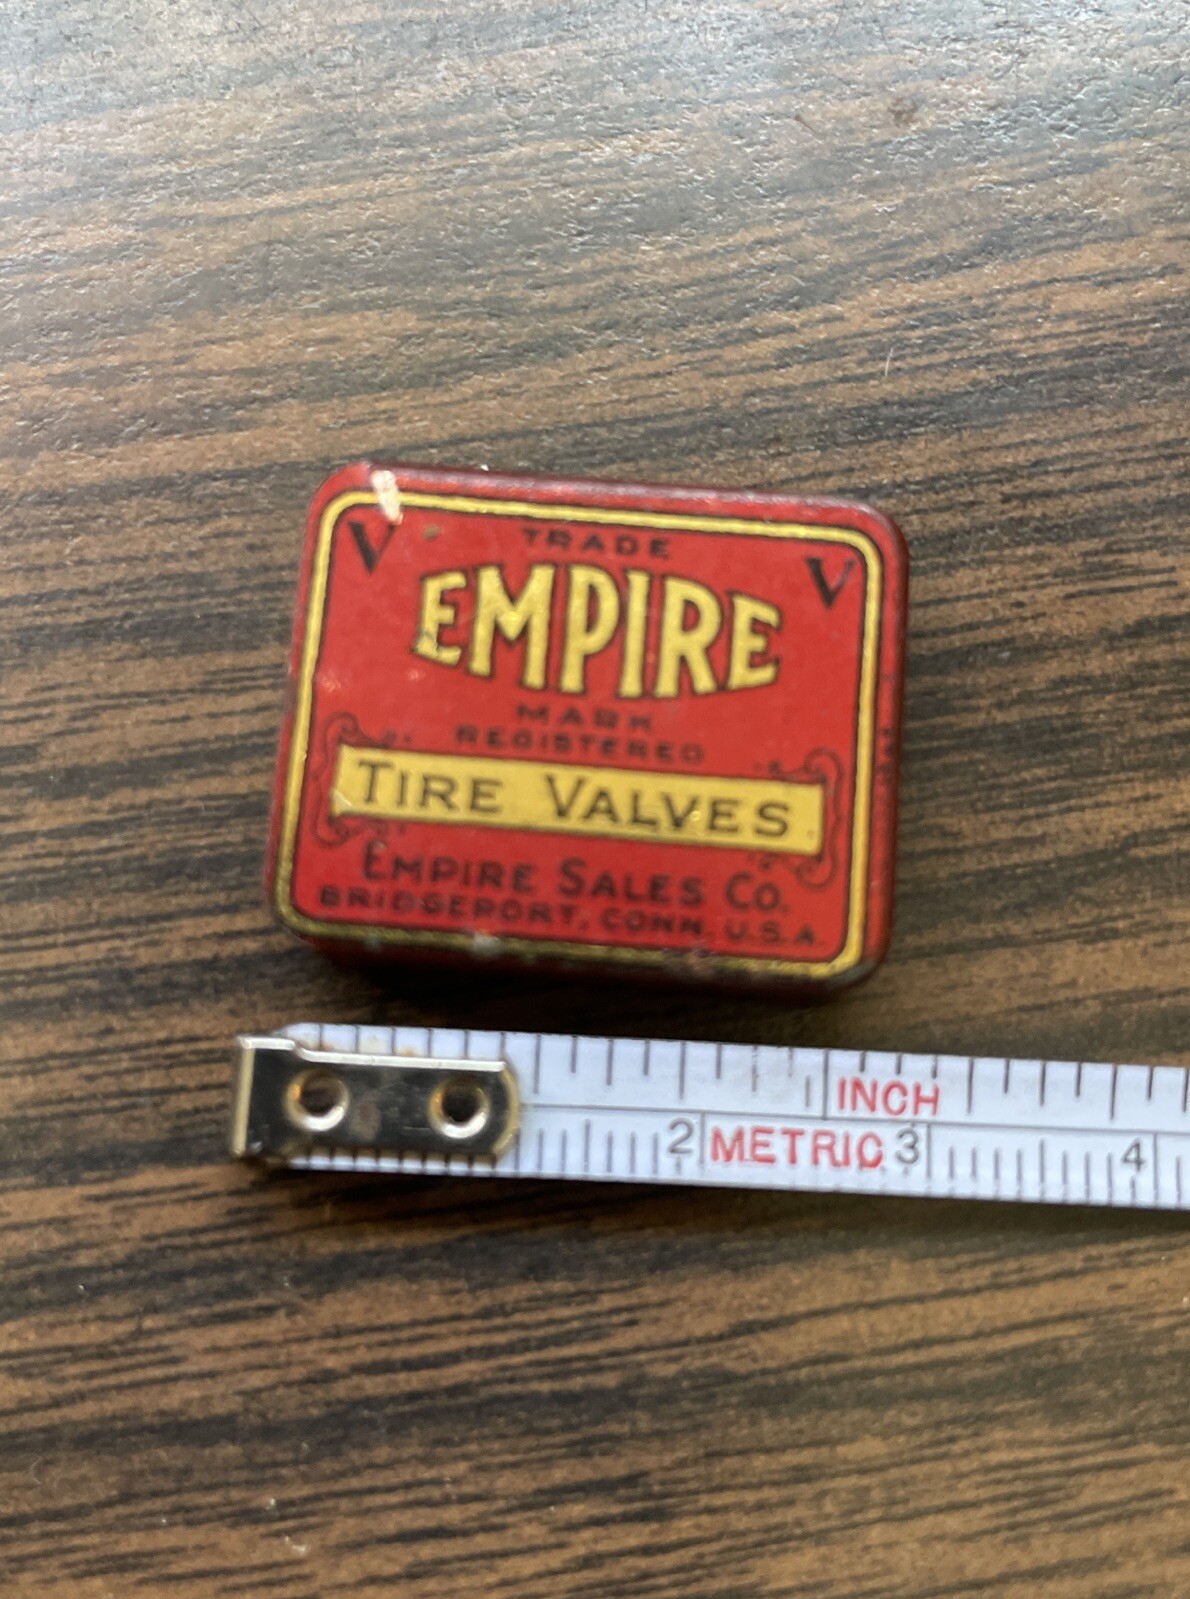 V TRADE V
EMPIRE
MARK
REGISTERED
TIRE VALVES
EMPIRE SALES CO.
BRIDGEPORT, CONN. U.S.A.
INCH
2 METRIC 3 4